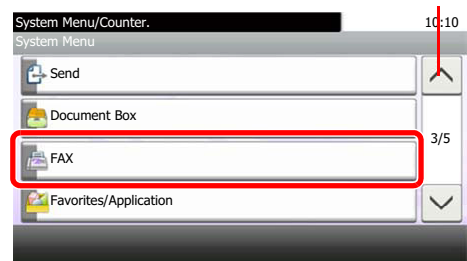 System Menu/Counter. 10:10
System Menu
Send
Document Box
3/5
FAX
Favorites/Application